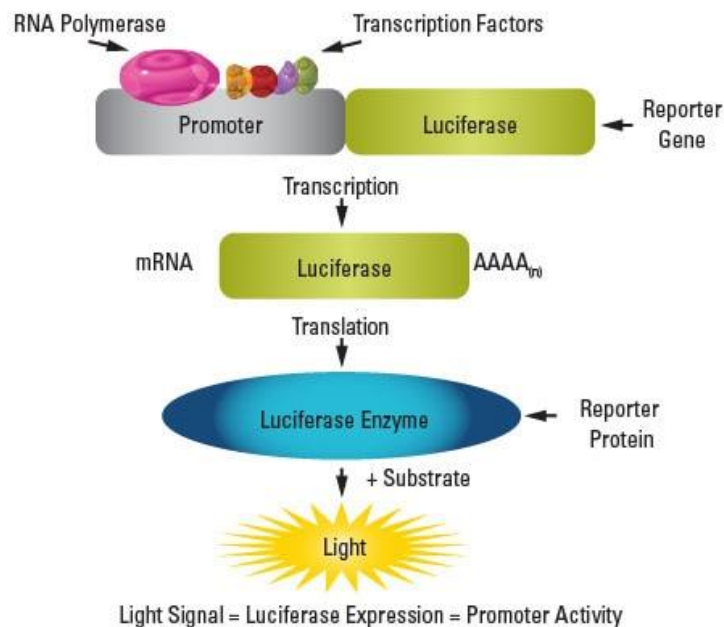 RNA Polymerase
Transcription Factors
Promoter
Luciferase
Reporter
Gene
Transcription
mRNA
Luciferase
AAAA(n)
Translation
Luciferase Enzyme
Reporter
Protein
+ Substrate
Light
Light Signal = Luciferase Expression = Promoter Activity